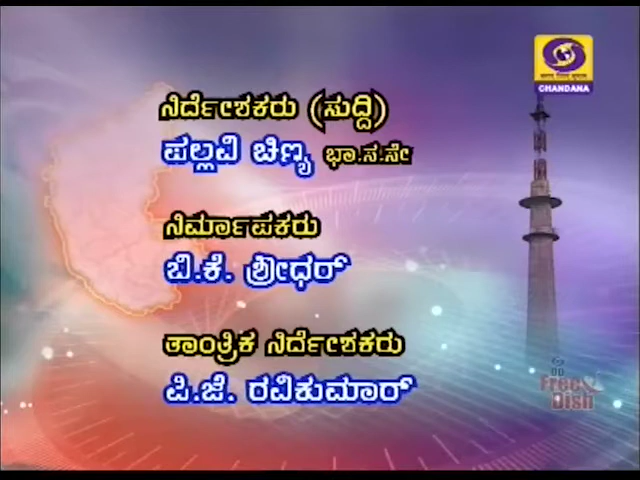 ನಿರ್ದೇಶಕರು (ಸುದ್ದಿ)
ಪಲ್ಲವಿ ಚಿಣ್ಯ ಭಾ.ಸ.ಸೇ
ನಿರ್ಮಾಪಕರು
ಬಿ.ಕೆ. ಶ್ರೀಧರ್
ತಾಂತ್ರಿಕ ನಿರ್ದೇಶಕರು
ಪಿ.ಜೆ. ರವಿಕುಮಾರ್
CHANDANA
DD
Free
Dish